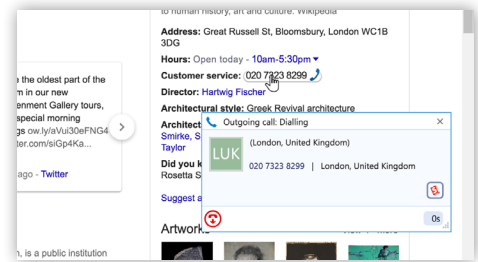 to human history, art and culture. Wikipedia
Address: Great Russell St, Bloomsbury, London WC1B
3DG
Hours: Open today - 10am-5:30pm
Customer service: 020 7323 8299
Director: Hartwig Fischer
Architectural style: Greek Revival architecture
Architect
Smirke, S
Taylor
Did you k
Rosetta S
Suggest a
Artworks
e the oldest part of the
m in our new
enment Gallery tours,
special morning
gs ow.ly/aVui30eFNG4
ter.com/siGp4Ka...
ago - Twitter
n, is a public institution
Outgoing call: Dialling
LUK
(London, United Kingdom)
020 7323 8299 | London, United Kingdom
0s